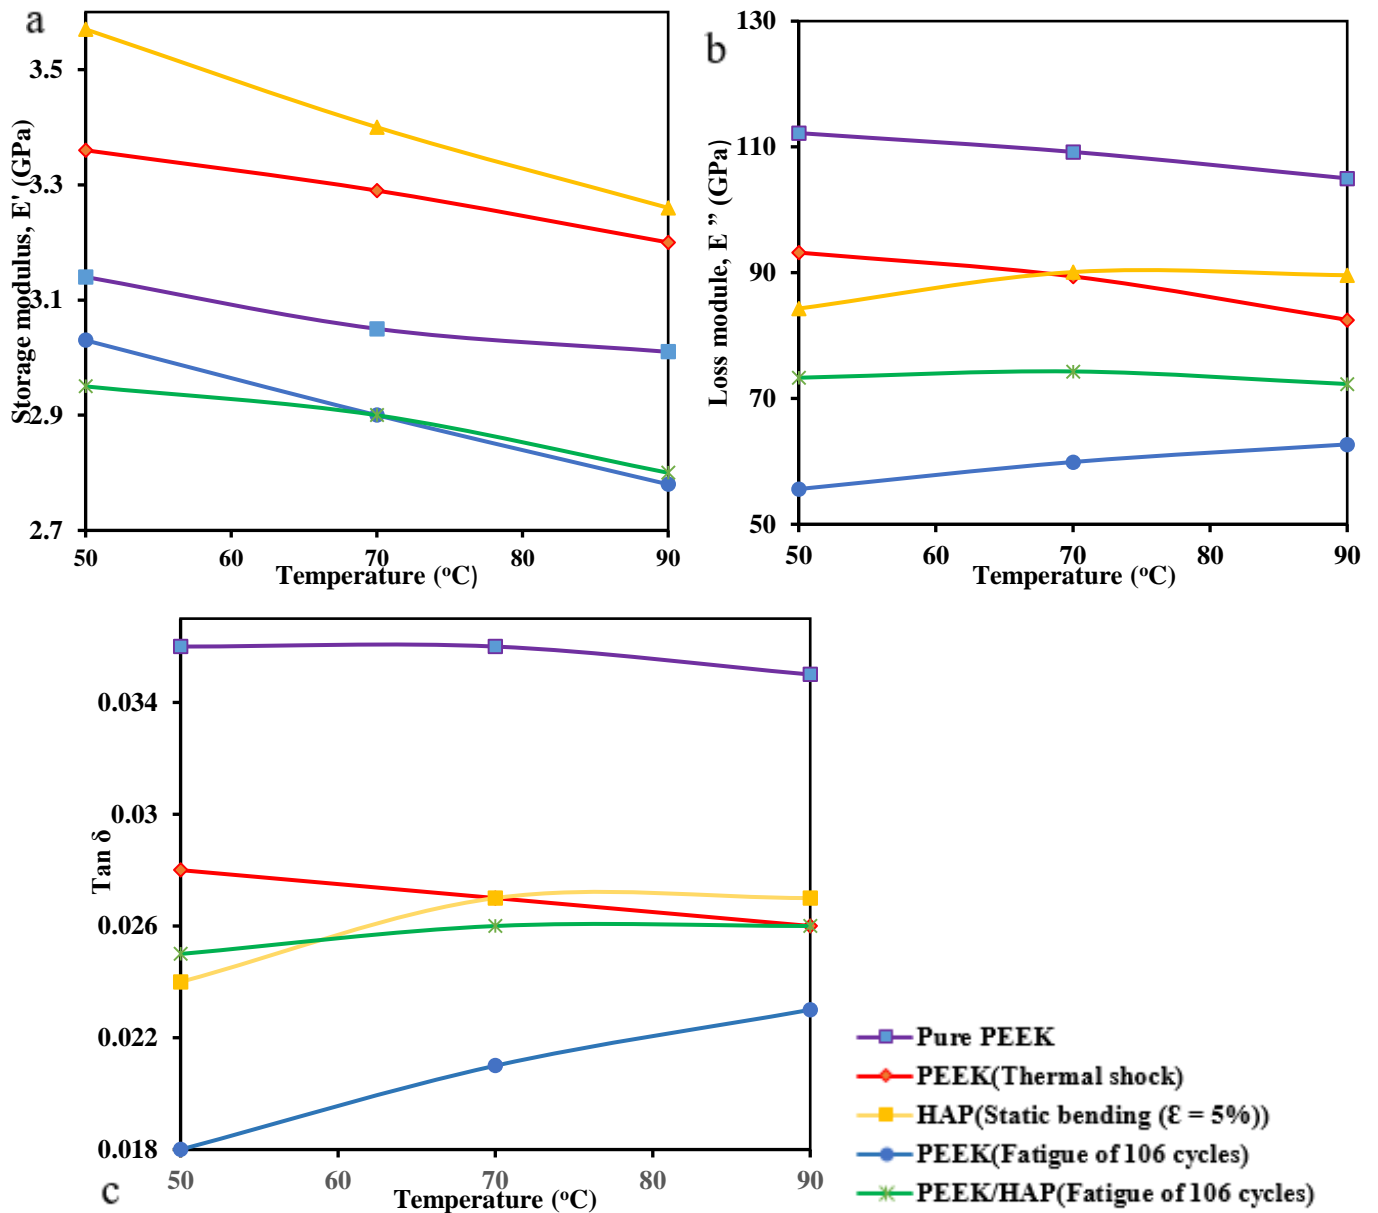 a
Storage modulus, E' (GPa)
3.5
3.3
3.1
2.9
2.7
50 60 70 80 90
Temperature (ᵒC)
b
Loss module, E ” (GPa)
130
110
90
70
50
50 60 70 80 90
Temperature (ᵒC)
Tan δ
0.034
0.03
0.026
0.022
0.018
50 60 70 80 90
c
Temperature (ᵒC)
Pure PEEK
PEEK(Thermal shock)
HAP(Static bending (Ɛ = 5%))
PEEK(Fatigue of 106 cycles)
PEEK/HAP(Fatigue of 106 cycles)